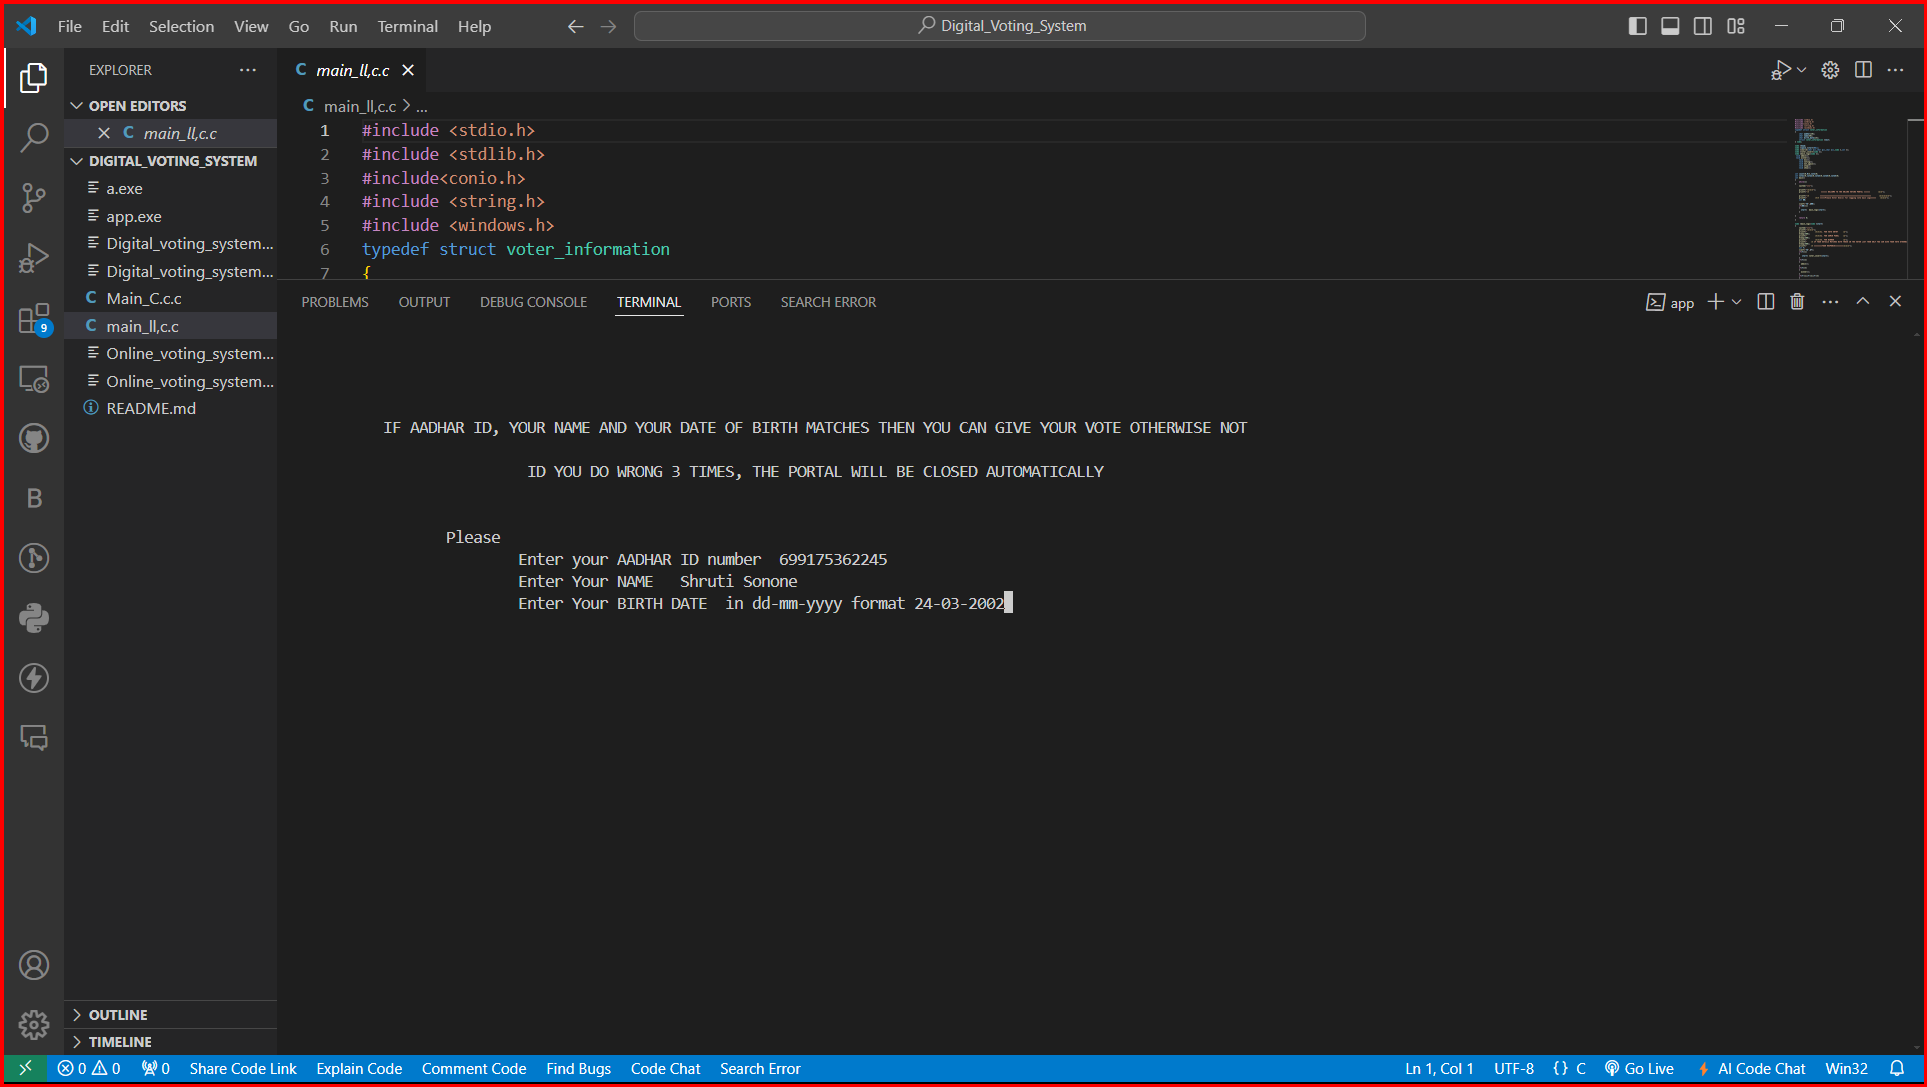 File Edit Selection View Go Run Terminal Help
Digital_Voting_System
EXPLORER
OPEN EDITORS
C main_ll,c.c
DIGITAL_VOTING_SYSTEM
a.exe
app.exe
Digital_voting_system...
Digital_voting_system...
C Main_C.c.c
C main_ll,c.c
Online_voting_system...
Online_voting_system...
README.md
OUTLINE
TIMELINE
9
B
C main_ll,c.c
C main_ll,c.c > ...
1 #include <stdio.h>
2 #include <stdlib.h>
3 #include<conio.h>
4 #include <string.h>
5 #include <windows.h>
6 typedef struct voter_information
7 {
PROBLEMS OUTPUT DEBUG CONSOLE TERMINAL PORTS SEARCH ERROR
app
IF AADHAR ID, YOUR NAME AND YOUR DATE OF BIRTH MATCHES THEN YOU CAN GIVE YOUR VOTE OTHERWISE NOT
ID YOU DO WRONG 3 TIMES, THE PORTAL WILL BE CLOSED AUTOMATICALLY
Please
Enter your AADHAR ID number 699175362245
Enter Your NAME Shruti Sonone
Enter Your BIRTH DATE in dd-mm-yyyy format 24-03-2002
0 0 0 Share Code Link Explain Code Comment Code Find Bugs Code Chat Search Error Ln 1, Col 1 UTF-8 {} C Go Live AI Code Chat Win32